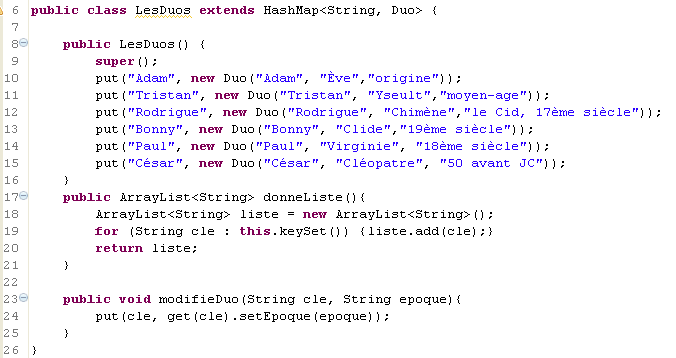 6 public class LesDuos extends HashMap<String, Duo> {
7
8 public LesDuos() {
9 super();
10 put("Adam", new Duo("Adam", "Ève","origine"));
11 put("Tristan", new Duo("Tristan", "Yseult","moyen-age"));
12 put("Rodrigue", new Duo("Rodrigue", "Chimène","le Cid, 17ème siècle"));
13 put("Bonny", new Duo("Bonny", "Clide","19ème siècle"));
14 put("Paul", new Duo("Paul", "Virginie", "18ème siècle"));
15 put("César", new Duo("César", "Cléopatre", "50 avant JC"));
16 }
17 public ArrayList<String> donneListe(){
18 ArrayList<String> liste = new ArrayList<String>();
19 for (String cle : this.keySet()) {liste.add(cle);}
20 return liste;
21 }
22
23 public void modifieDuo(String cle, String epoque){
24 put(cle, get(cle).setEpoque(epoque));
25 }
26 }